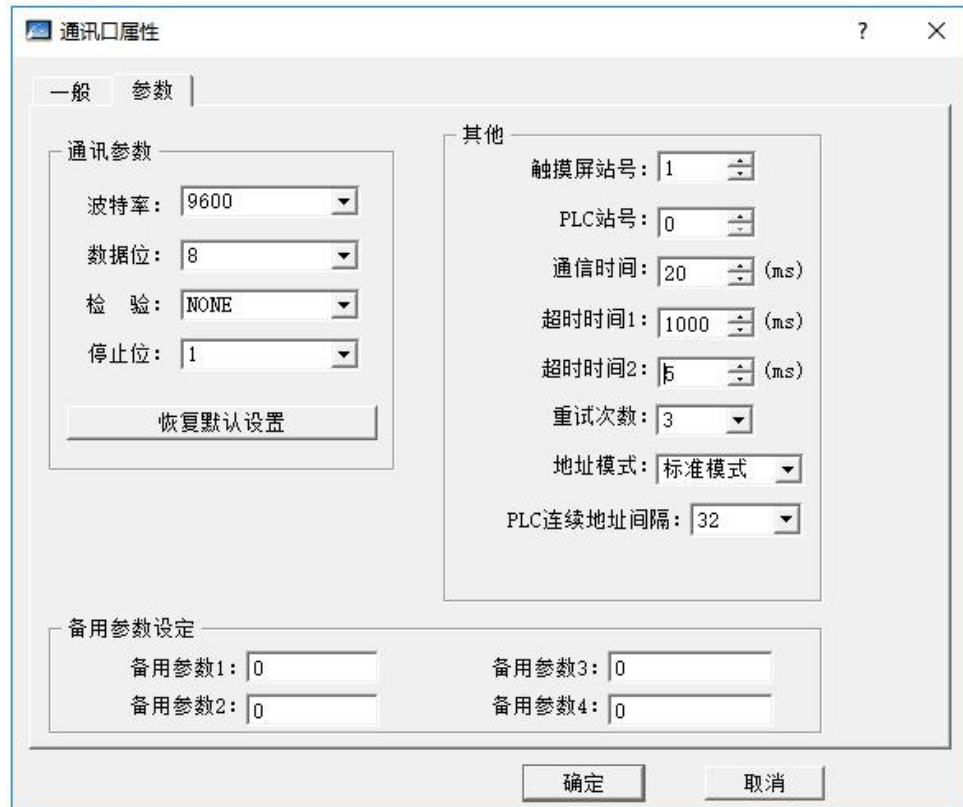 通讯口属性 ? ×
一般 参数
通讯参数
波特率: 9600
数据位: 8
检 验: NONE
停止位: 1
恢复默认设置
其他
触摸屏站号: 1
PLC站号: 0
通信时间: 20 (ms)
超时时间1: 1000 (ms)
超时时间2: 5 (ms)
重试次数: 3
地址模式: 标准模式
PLC连续地址间隔: 32
备用参数设定
备用参数1: 0 备用参数3: 0
备用参数2: 0 备用参数4: 0
确定 取消